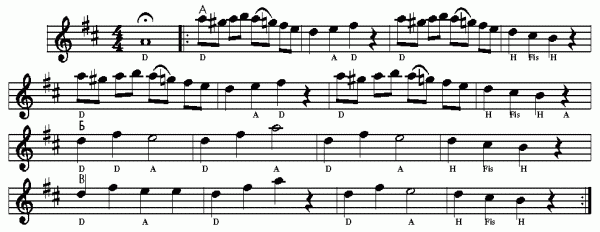 А
D D A D D H Fis H
D A D D H Fis H A
Б
D D A D D A H Fis H
В
D A D D A H Fis H